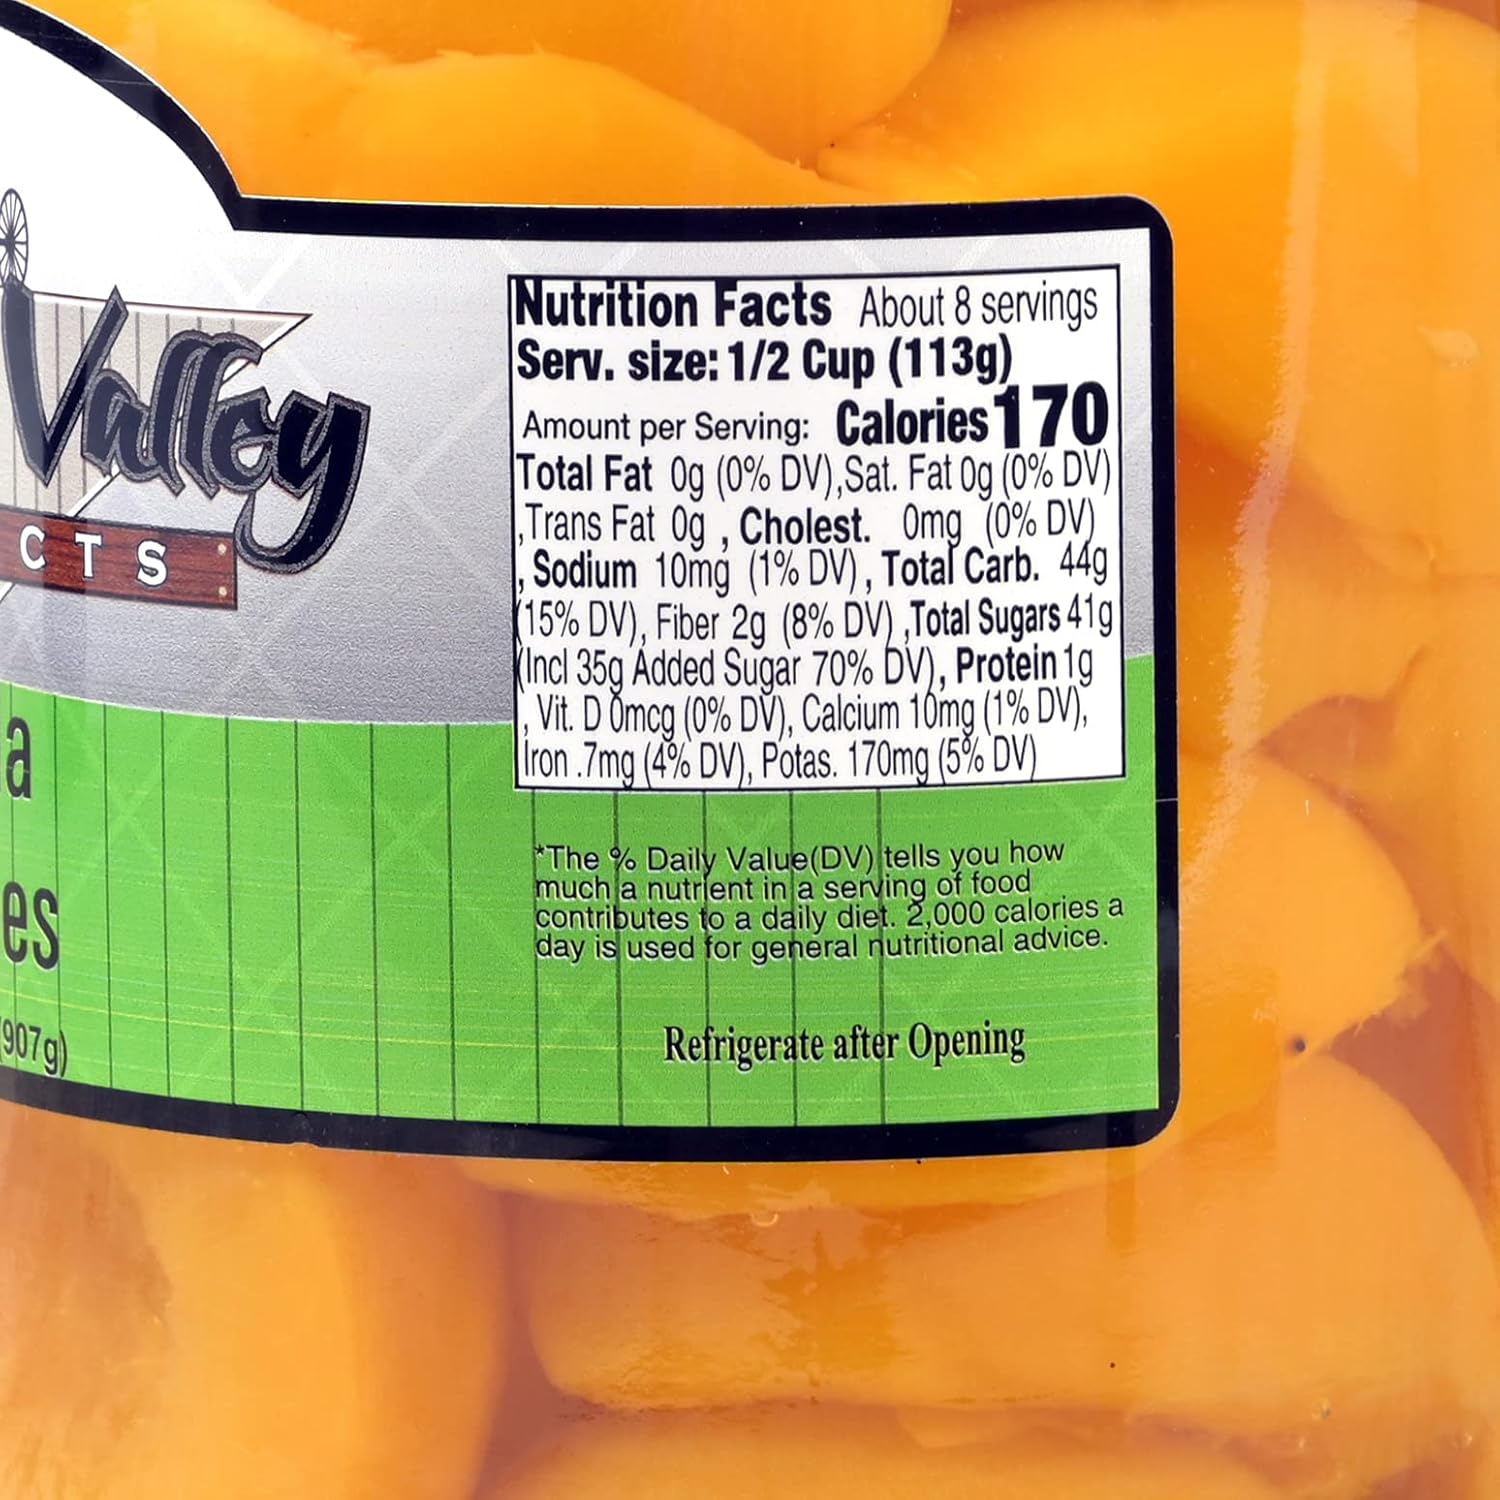 Valley
CTS
a
es
(907g)
Nutrition Facts About 8 servings
Serv. size: 1/2 Cup (113g)
Amount per Serving: Calories 170
Total Fat 0g (0% DV),Sat. Fat 0g (0% DV)
,Trans Fat 0g , Cholest. 0mg (0% DV)
, Sodium 10mg (1% DV) , Total Carb. 44g
(15% DV), Fiber 2g (8% DV) ,Total Sugars 41g
(Incl 35g Added Sugar 70% DV), Protein 1g
, Vit. D 0mcg (0% DV), Calcium 10mg (1% DV),
Iron .7mg (4% DV), Potas. 170mg (5% DV)
*The % Daily Value(DV) tells you how
much a nutrient in a serving of food
contributes to a daily diet. 2,000 calories a
day is used for general nutritional advice.
Refrigerate after Opening